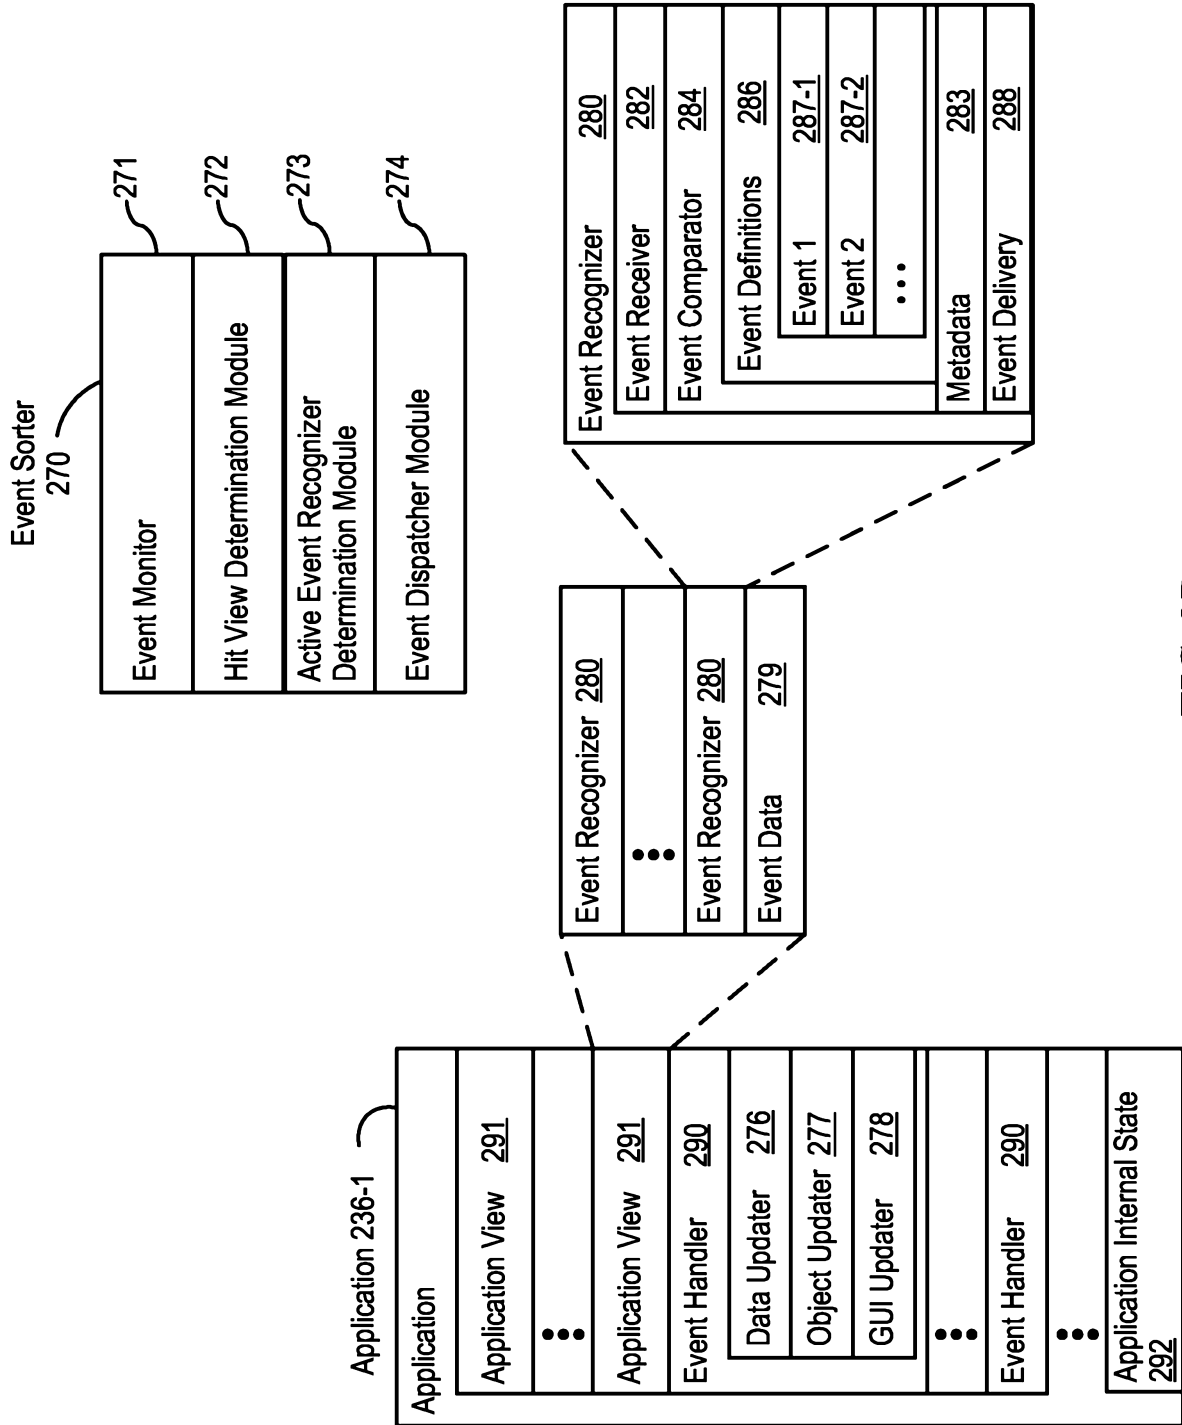 Event Sorter
270
Event Monitor
271
Hit View Determination Module
272
Active Event Recognizer
Determination Module
273
Event Dispatcher Module
274
Application 236-1
Application
Application View 291
Application View 291
Event Handler 290
Data Updater 276
Object Updater 277
GUI Updater 278
Event Handler 290
Application Internal State
292
Event Recognizer 280
Event Recognizer 280
Event Data 279
Event Recognizer 280
Event Receiver 282
Event Comparator 284
Event Definitions 286
Event 1 287-1
Event 2 287-2
Metadata 283
Event Delivery 288